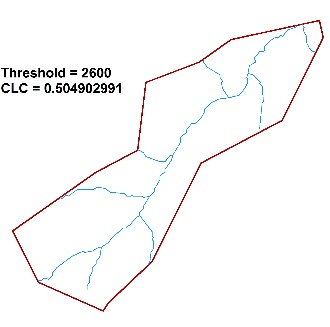 Threshold = 2600
CLC = 0.504902991